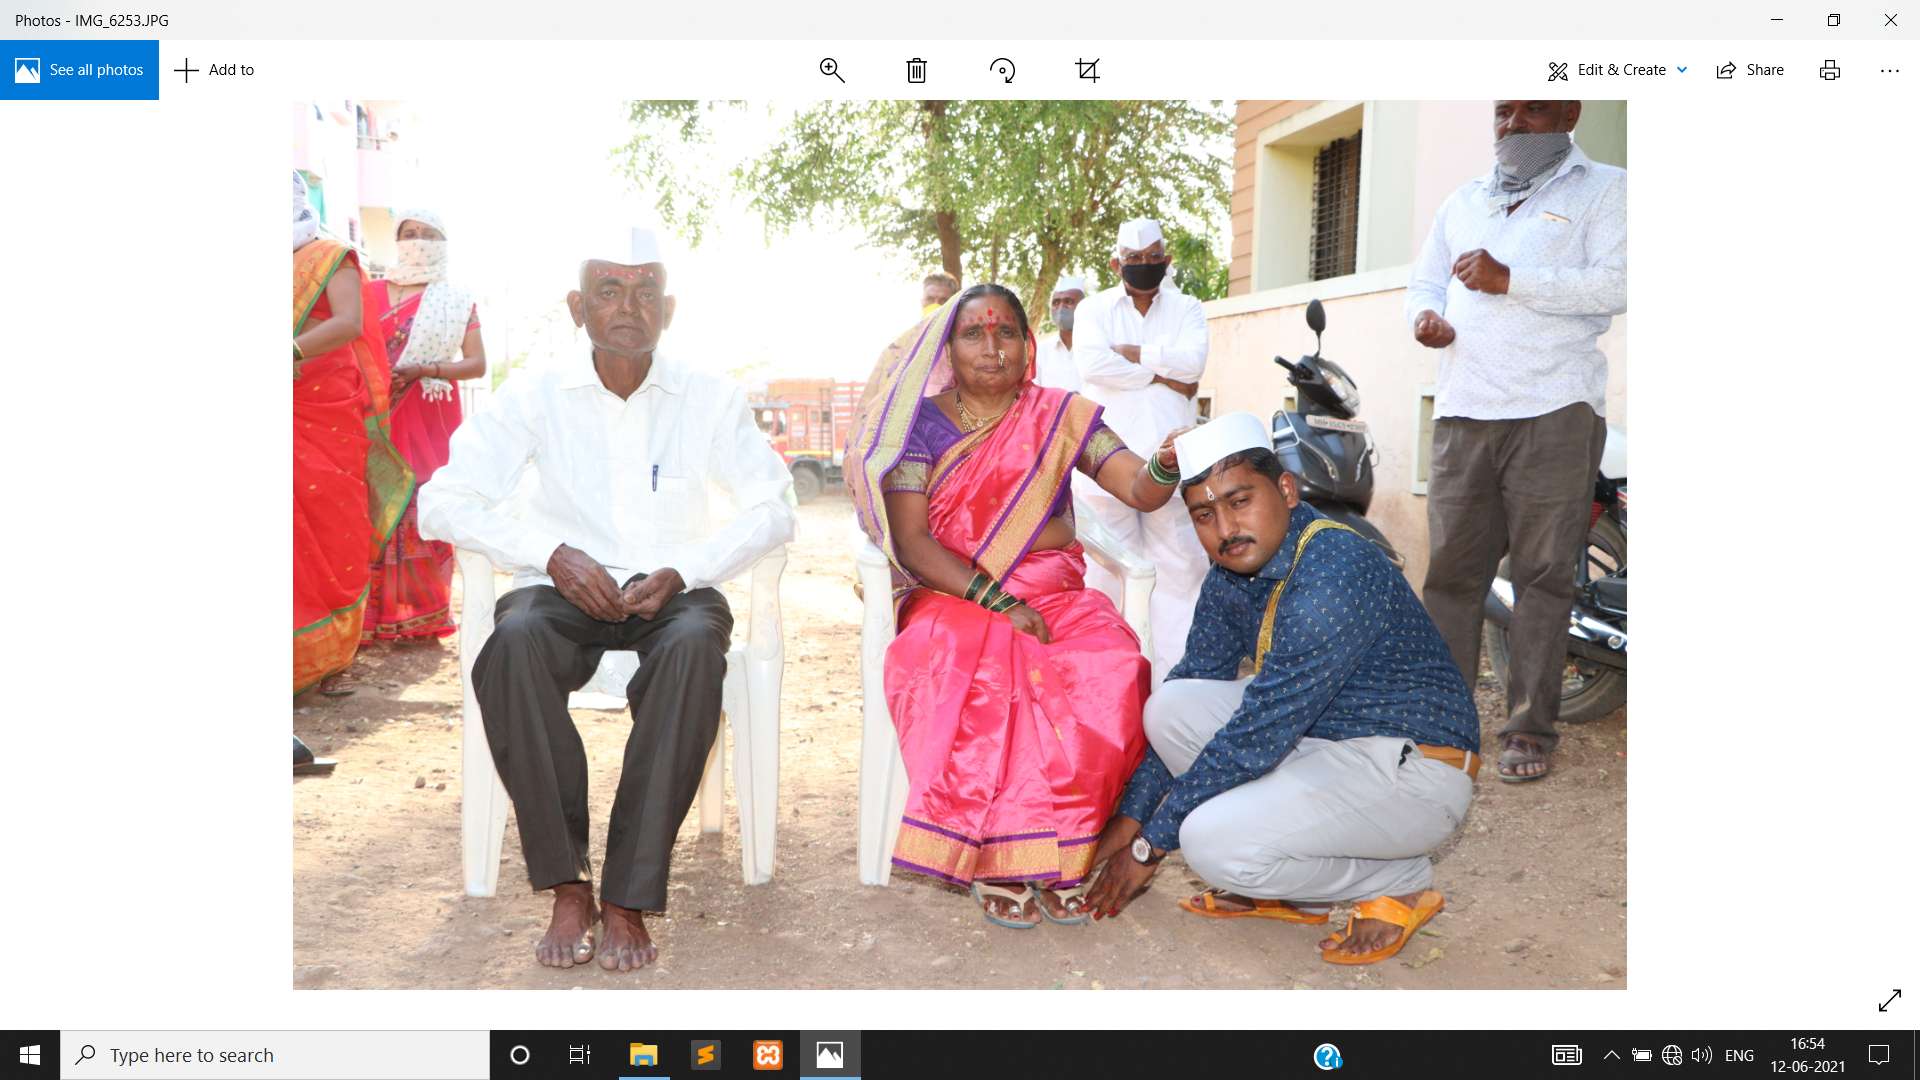 Photos - IMG_6253.JPG
See all photos
Add to
Edit & Create
Share
Type here to search
ENG
16:54
12-06-2021